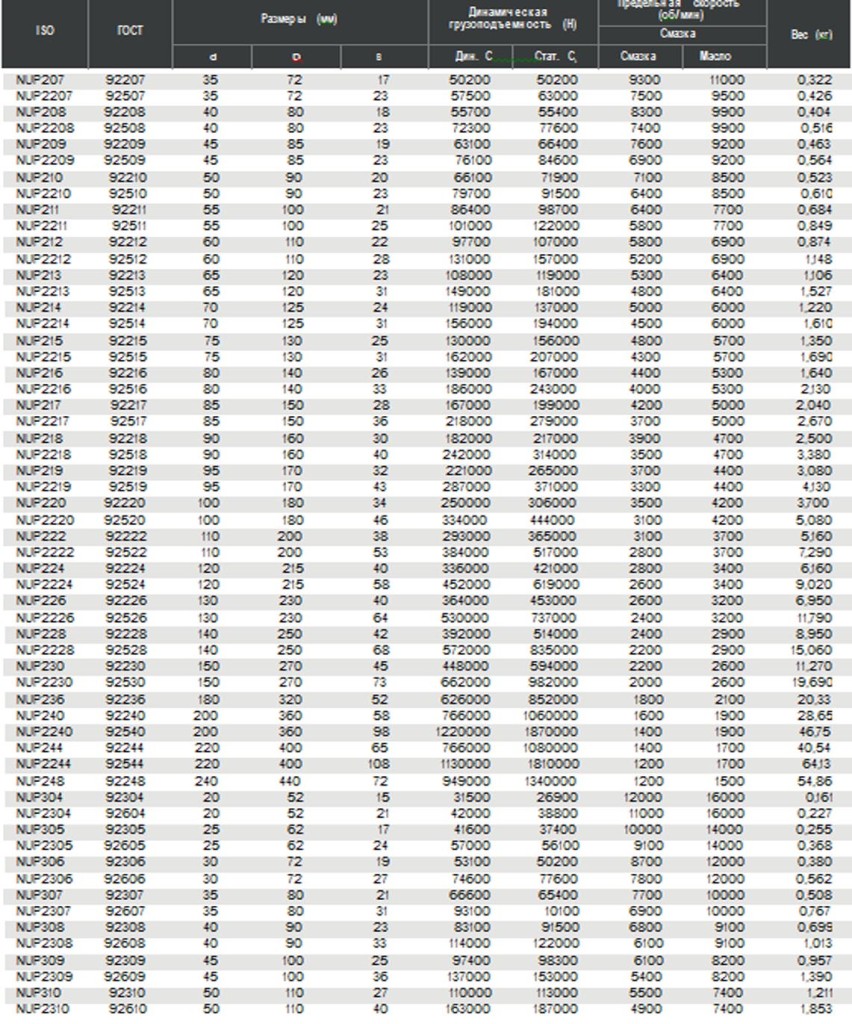 ISO ГОСТ Размеры (мм) Динамическая грузоподъемность (Н) Предельная скорость (об/мин) Вес (кг)
Смазка
d D B Дин. C Стат. C, Смазка Масло
NUP207 92207 35 72 17 50200 50200 9300 11000 0,322
NUP2207 92507 35 72 23 57500 63000 7500 9500 0,426
NUP208 92208 40 80 18 55700 55400 8300 9900 0,404
NUP2208 92508 40 80 23 72300 77600 7400 9900 0,516
NUP209 92209 45 85 19 63100 66400 7600 9200 0,463
NUP2209 92509 45 85 23 76100 84600 6900 9200 0,564
NUP210 92210 50 90 20 66100 71900 7100 8500 0,523
NUP2210 92510 50 90 23 79700 91500 6400 8500 0,610
NUP211 92211 55 100 21 86400 98700 6400 7700 0,684
NUP2211 92511 55 100 25 101000 122000 5800 7700 0,849
NUP212 92212 60 110 22 97700 107000 5800 6900 0,874
NUP2212 92512 60 110 28 131000 157000 5200 6900 1,148
NUP213 92213 65 120 23 108000 119000 5300 6400 1,106
NUP2213 92513 65 120 31 149000 181000 4800 6400 1,527
NUP214 92214 70 125 24 119000 137000 5000 6000 1,220
NUP2214 92514 70 125 31 156000 194000 4500 6000 1,610
NUP215 92215 75 130 25 130000 156000 4800 5700 1,350
NUP2215 92515 75 130 31 162000 207000 4300 5700 1,690
NUP216 92216 80 140 26 139000 167000 4400 5300 1,640
NUP2216 92516 80 140 33 186000 243000 4000 5300 2,130
NUP217 92217 85 150 28 167000 199000 4200 5000 2,040
NUP2217 92517 85 150 36 218000 279000 3700 5000 2,670
NUP218 92218 90 160 30 182000 217000 3900 4700 2,500
NUP2218 92518 90 160 40 242000 314000 3500 4700 3,380
NUP219 92219 95 170 32 221000 265000 3700 4400 3,080
NUP2219 92519 95 170 43 287000 371000 3300 4400 4,130
NUP220 92220 100 180 34 250000 306000 3500 4200 3,700
NUP2220 92520 100 180 46 334000 444000 3100 4200 5,080
NUP222 92222 110 200 38 293000 365000 3100 3700 5,160
NUP2222 92522 110 200 53 384000 517000 2800 3700 7,290
NUP224 92224 120 215 40 336000 421000 2800 3400 6,160
NUP2224 92524 120 215 58 452000 619000 2600 3400 9,020
NUP226 92226 130 230 40 364000 453000 2600 3200 6,950
NUP2226 92526 130 230 64 530000 737000 2400 3200 11,790
NUP228 92228 140 250 42 392000 514000 2400 2900 8,950
NUP2228 92528 140 250 68 572000 835000 2200 2900 15,060
NUP230 92230 150 270 45 448000 594000 2200 2600 11,270
NUP2230 92530 150 270 73 662000 982000 2000 2600 19,690
NUP236 92236 180 320 52 626000 852000 1800 2100 20,33
NUP240 92240 200 360 58 766000 1060000 1600 1900 28,65
NUP2240 92540 200 360 98 1220000 1870000 1400 1900 46,75
NUP244 92244 220 400 65 766000 1080000 1400 1700 40,54
NUP2244 92544 220 400 108 1130000 1810000 1200 1700 64,13
NUP248 92248 240 440 72 949000 1340000 1200 1500 54,86
NUP304 92304 20 52 15 31500 26900 12000 16000 0,161
NUP2304 92604 20 52 21 42000 38800 11000 16000 0,227
NUP305 92305 25 62 17 41600 37400 10000 14000 0,255
NUP2305 92605 25 62 24 57000 56100 9100 14000 0,368
NUP306 92306 30 72 19 53100 50200 8700 12000 0,380
NUP2306 92606 30 72 27 74600 77600 7800 12000 0,562
NUP307 92307 35 80 21 66600 65400 7700 10000 0,508
NUP2307 92607 35 80 31 93100 10100 6900 10000 0,767
NUP308 92308 40 90 23 83100 91500 6800 9100 0,699
NUP2308 92608 40 90 33 114000 122000 6100 9100 1,013
NUP309 92309 45 100 25 97400 98300 6100 8200 0,957
NUP2309 92609 45 100 36 137000 153000 5400 8200 1,390
NUP310 92310 50 110 27 110000 113000 5500 7400 1,211
NUP2310 92610 50 110 40 163000 187000 4900 7400 1,853